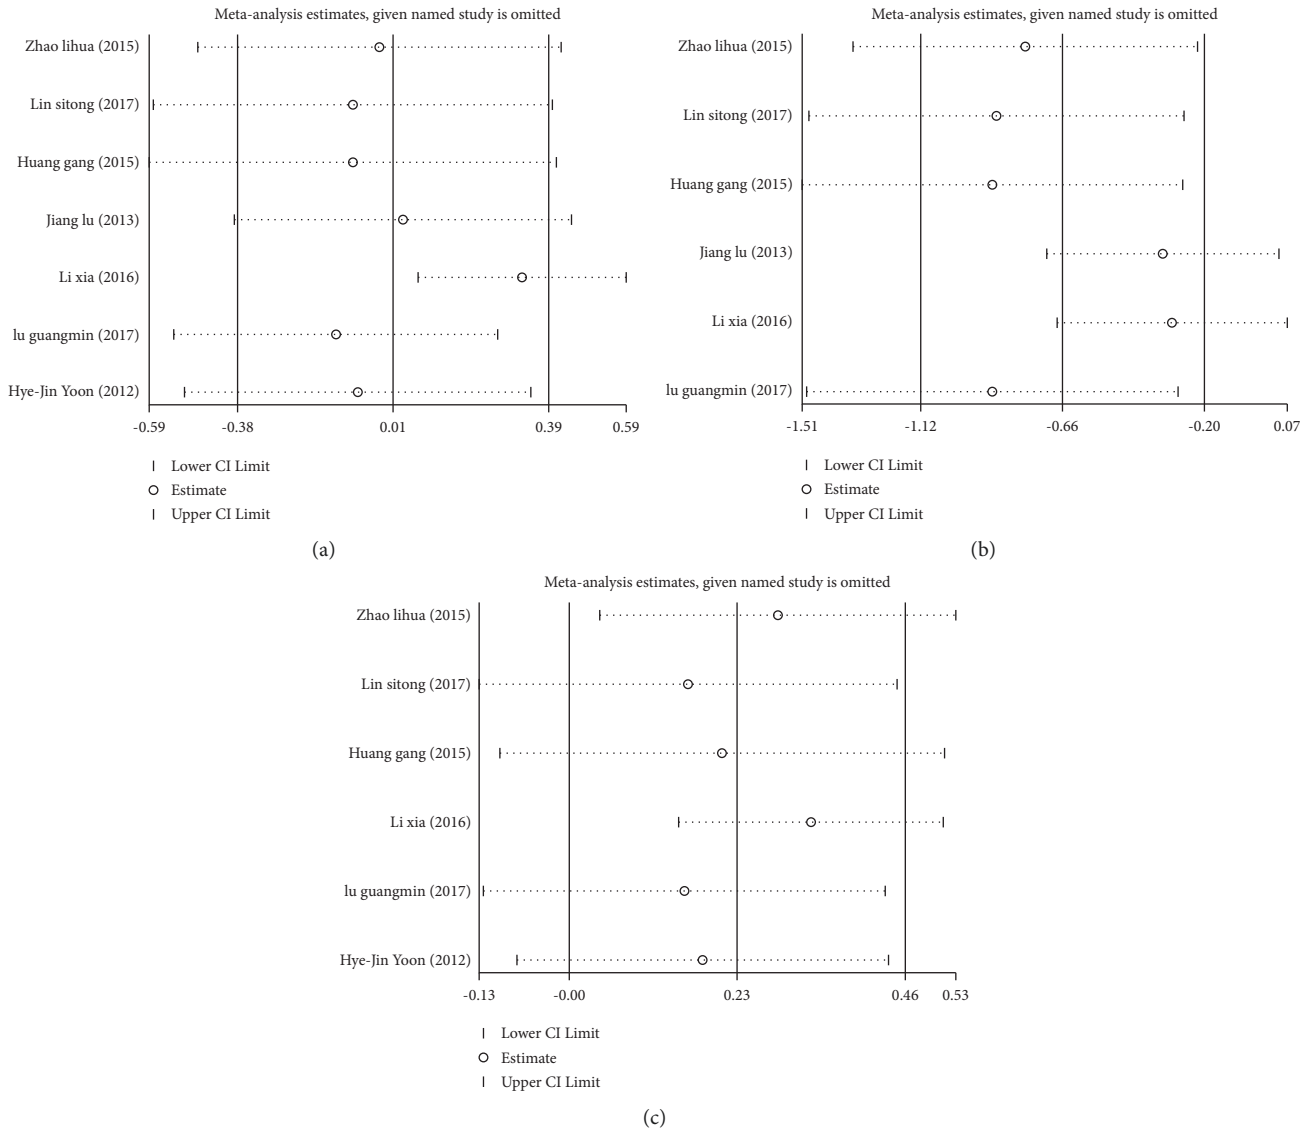 Meta-analysis estimates, given named study is omitted
Zhao lihua (2015)
Lin sitong (2017)
Huang gang (2015)
Jiang lu (2013)
Li xia (2016)
lu guangmin (2017)
Hye-Jin Yoon (2012)
-0.59 -0.38 0.01 0.39 0.59
Lower CI Limit
Estimate
Upper CI Limit
(a)
Meta-analysis estimates, given named study is omitted
Zhao lihua (2015)
Lin sitong (2017)
Huang gang (2015)
Jiang lu (2013)
Li xia (2016)
lu guangmin (2017)
-1.51 -1.12 -0.66 -0.20 0.07
Lower CI Limit
Estimate
Upper CI Limit
(b)
Meta-analysis estimates, given named study is omitted
Zhao lihua (2015)
Lin sitong (2017)
Huang gang (2015)
Li xia (2016)
lu guangmin (2017)
Hye-Jin Yoon (2012)
-0.13 -0.00 0.23 0.46 0.53
Lower CI Limit
Estimate
Upper CI Limit
(c)